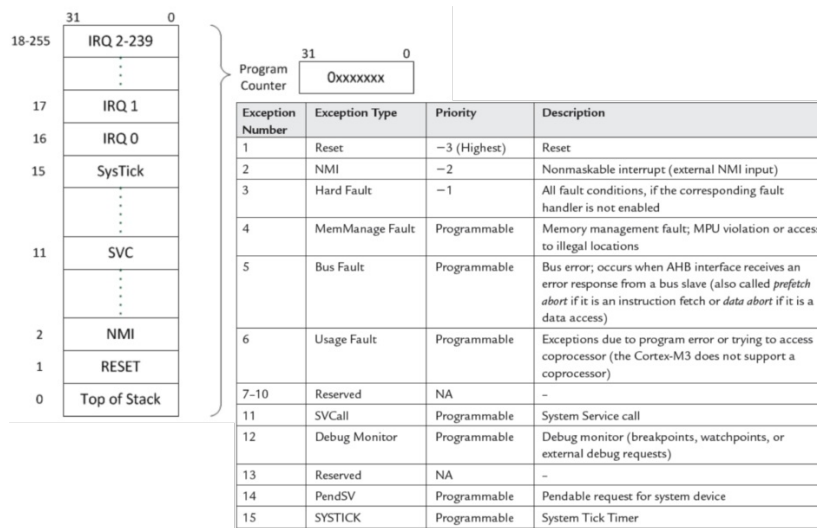 31 0
18-255 IRQ 2-239
17 IRQ 1
16 IRQ 0
15 SysTick
11 SVC
2 NMI
1 RESET
0 Top of Stack
31 0
Program
Counter
0xxxxxxx
Exception Number Exception Type Priority Description
1 Reset −3 (Highest) Reset
2 NMI −2 Nonmaskable interrupt (external NMI input)
3 Hard Fault −1 All fault conditions, if the corresponding fault
handler is not enabled
4 MemManage Fault Programmable Memory management fault; MPU violation or access
to illegal locations
5 Bus Fault Programmable Bus error; occurs when AHB interface receives an
error response from a bus slave (also called prefetch
abort if it is an instruction fetch or data abort if it is a
data access)
6 Usage Fault Programmable Exceptions due to program error or trying to access
coprocessor (the Cortex-M3 does not support a
coprocessor)
7–10 Reserved NA –
11 SVCall Programmable System Service call
12 Debug Monitor Programmable Debug monitor (breakpoints, watchpoints, or
external debug requests)
13 Reserved NA –
14 PendSV Programmable Pendable request for system device
15 SYSTICK Programmable System Tick Timer